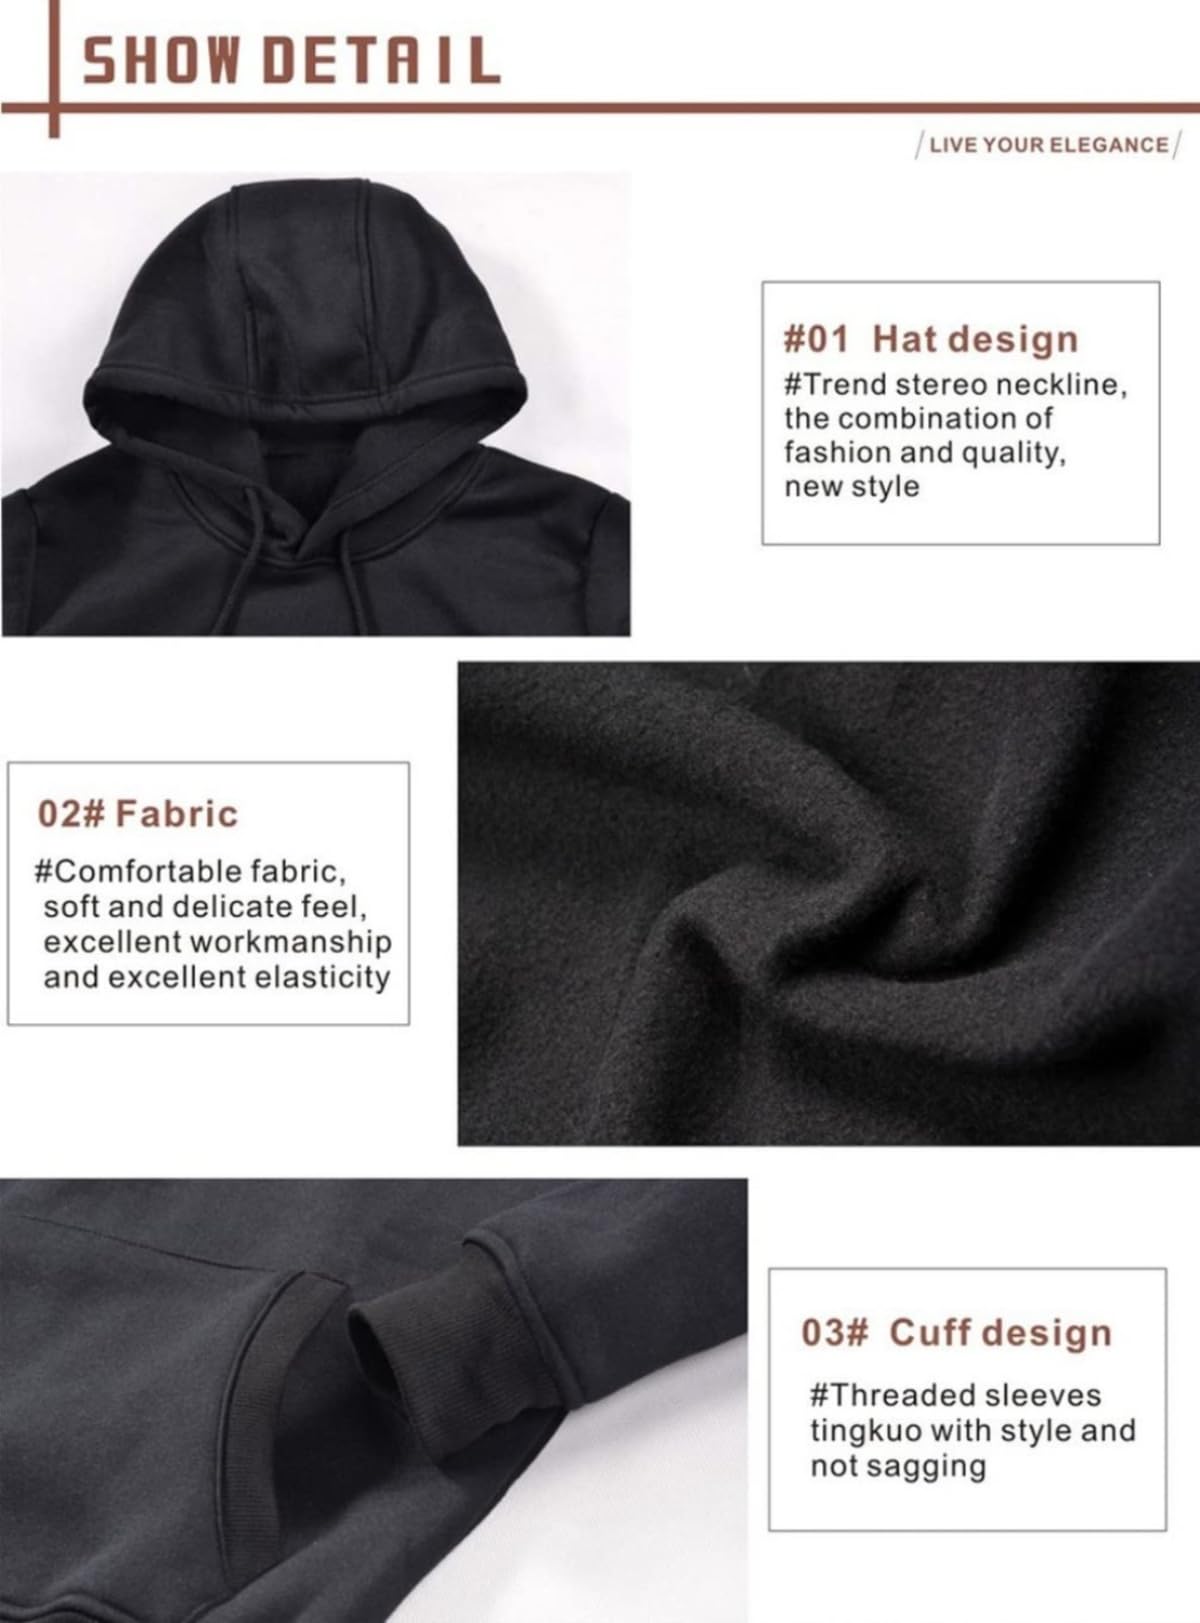 SHOW DETAIL
/LIVE YOUR ELEGANCE/
#01 Hat design
#Trend stereo neckline,
the combination of
fashion and quality,
new style
02# Fabric
#Comfortable fabric,
soft and delicate feel,
excellent workmanship
and excellent elasticity
03# Cuff design
#Threaded sleeves
tingkuo with style and
not sagging